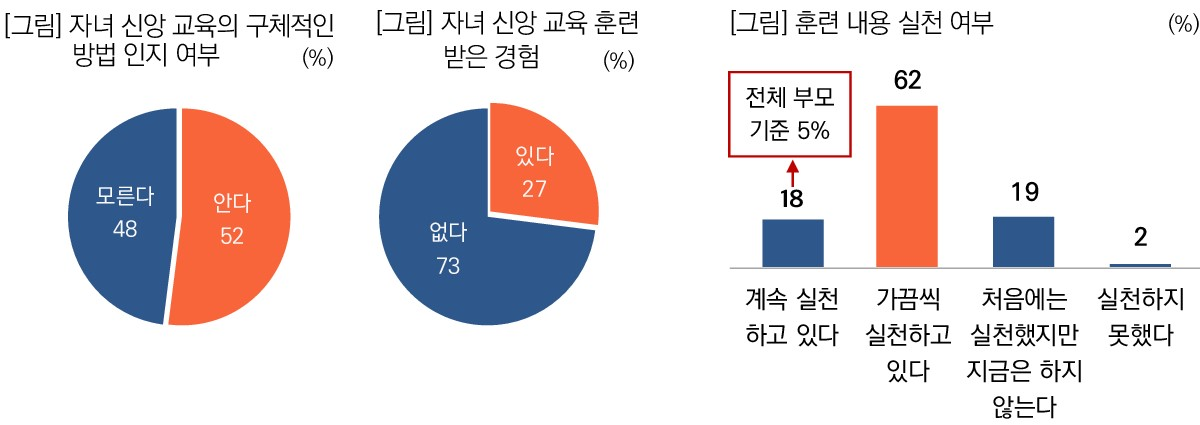 [그림] 자녀 신앙 교육의 구체적인
방법 인지 여부 (%)
모른다
48
안다
52
[그림] 자녀 신앙 교육 훈련
받은 경험 (%)
있다
27
없다
73
[그림] 훈련 내용 실천 여부 (%)
전체 부모
기준 5%
18
62
19
2
계속 실천
하고 있다
가끔씩
실천하고
있다
처음에는
실천했지만
지금은 하지
않는다
실천하지
못했다